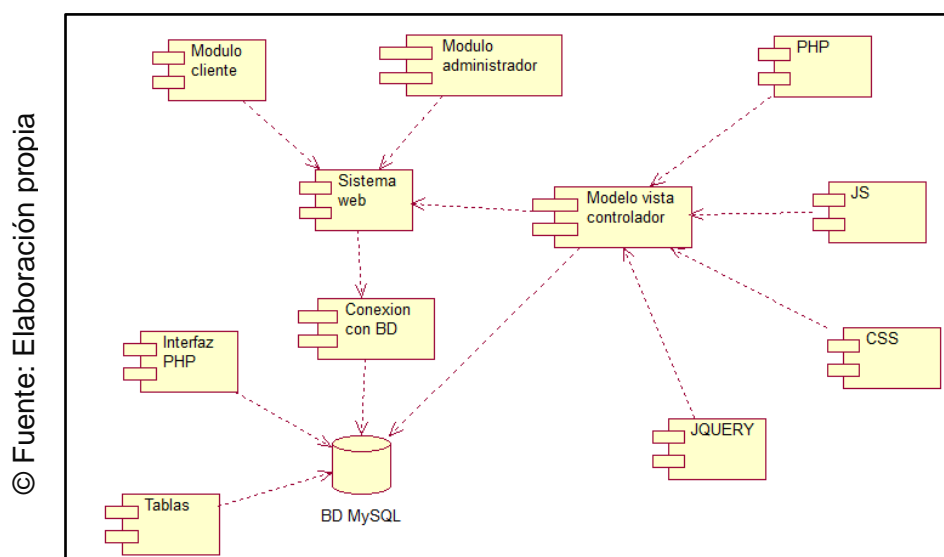 © Fuente: Elaboración propia
Modulo
cliente
Modulo
administrador
PHP
Sistema
web
Modelo vista
controlador
JS
Conexion
con BD
Interfaz
PHP
CSS
JQUERY
Tablas
BD MySQL